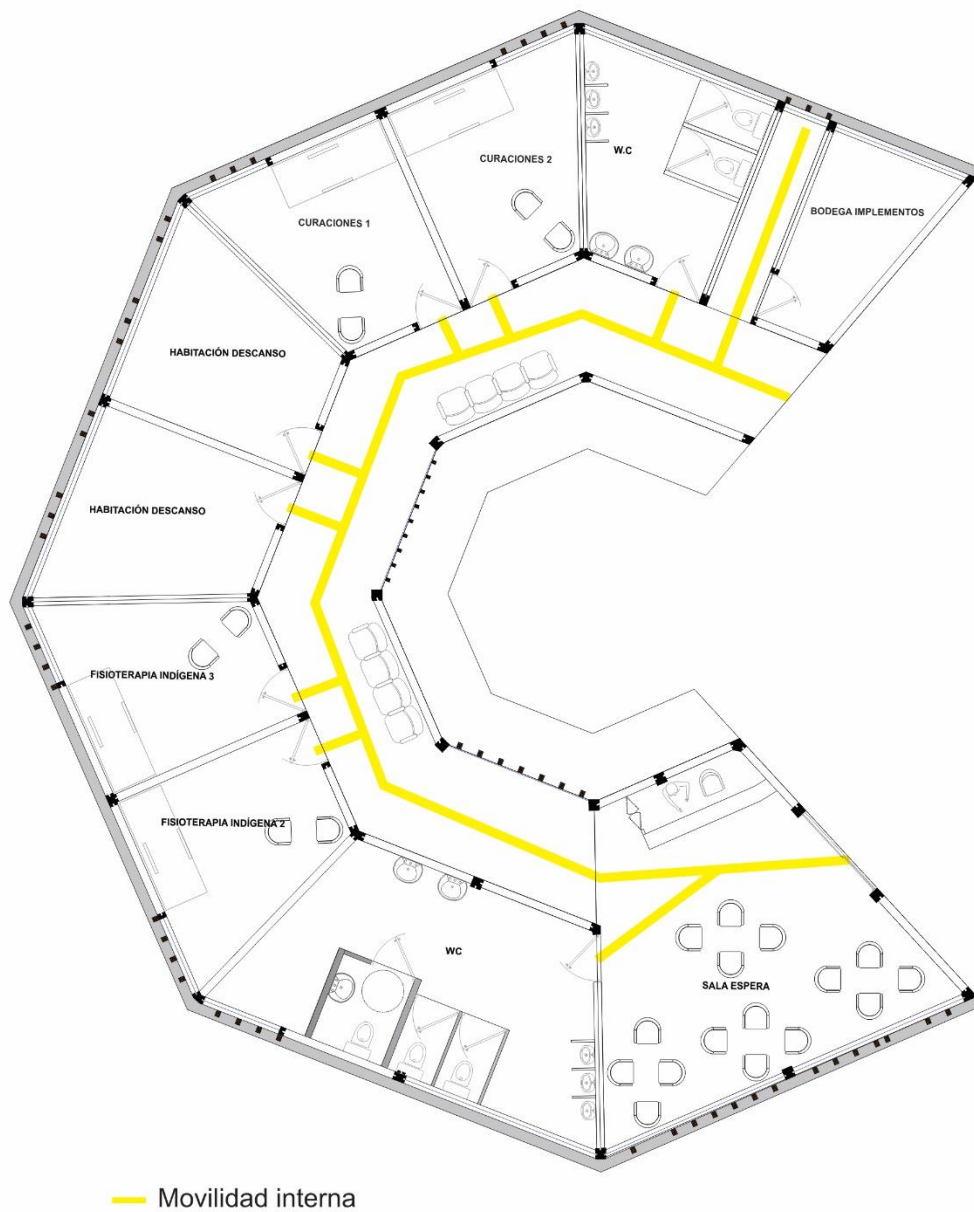 CURACIONES 2
W.C
BODEGA IMPLEMENTOS
CURACIONES 1
HABITACIÓN DESCANSO
HABITACIÓN DESCANSO
FISIOTERAPIA INDÍGENA 3
FISIOTERAPIA INDÍGENA 2
WC
SALA ESPERA
Movilidad interna